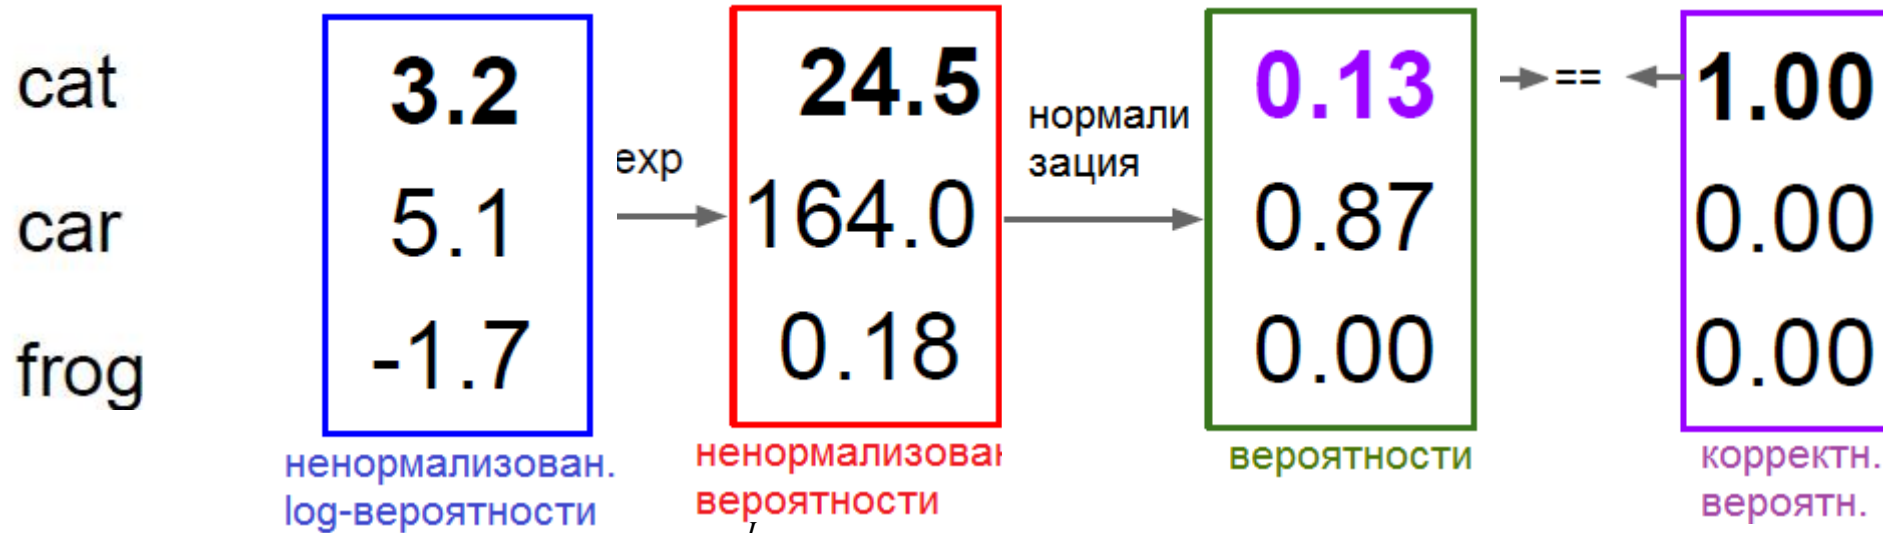 cat 3.2 24.5 0.13 == 1.00
exp
нормали
зация
car 5.1 164.0 0.87 0.00
frog -1.7 0.18 0.00 0.00
ненормализован.
log-вероятности
ненормализован
вероятности
вероятности
корректн.
вероятн.